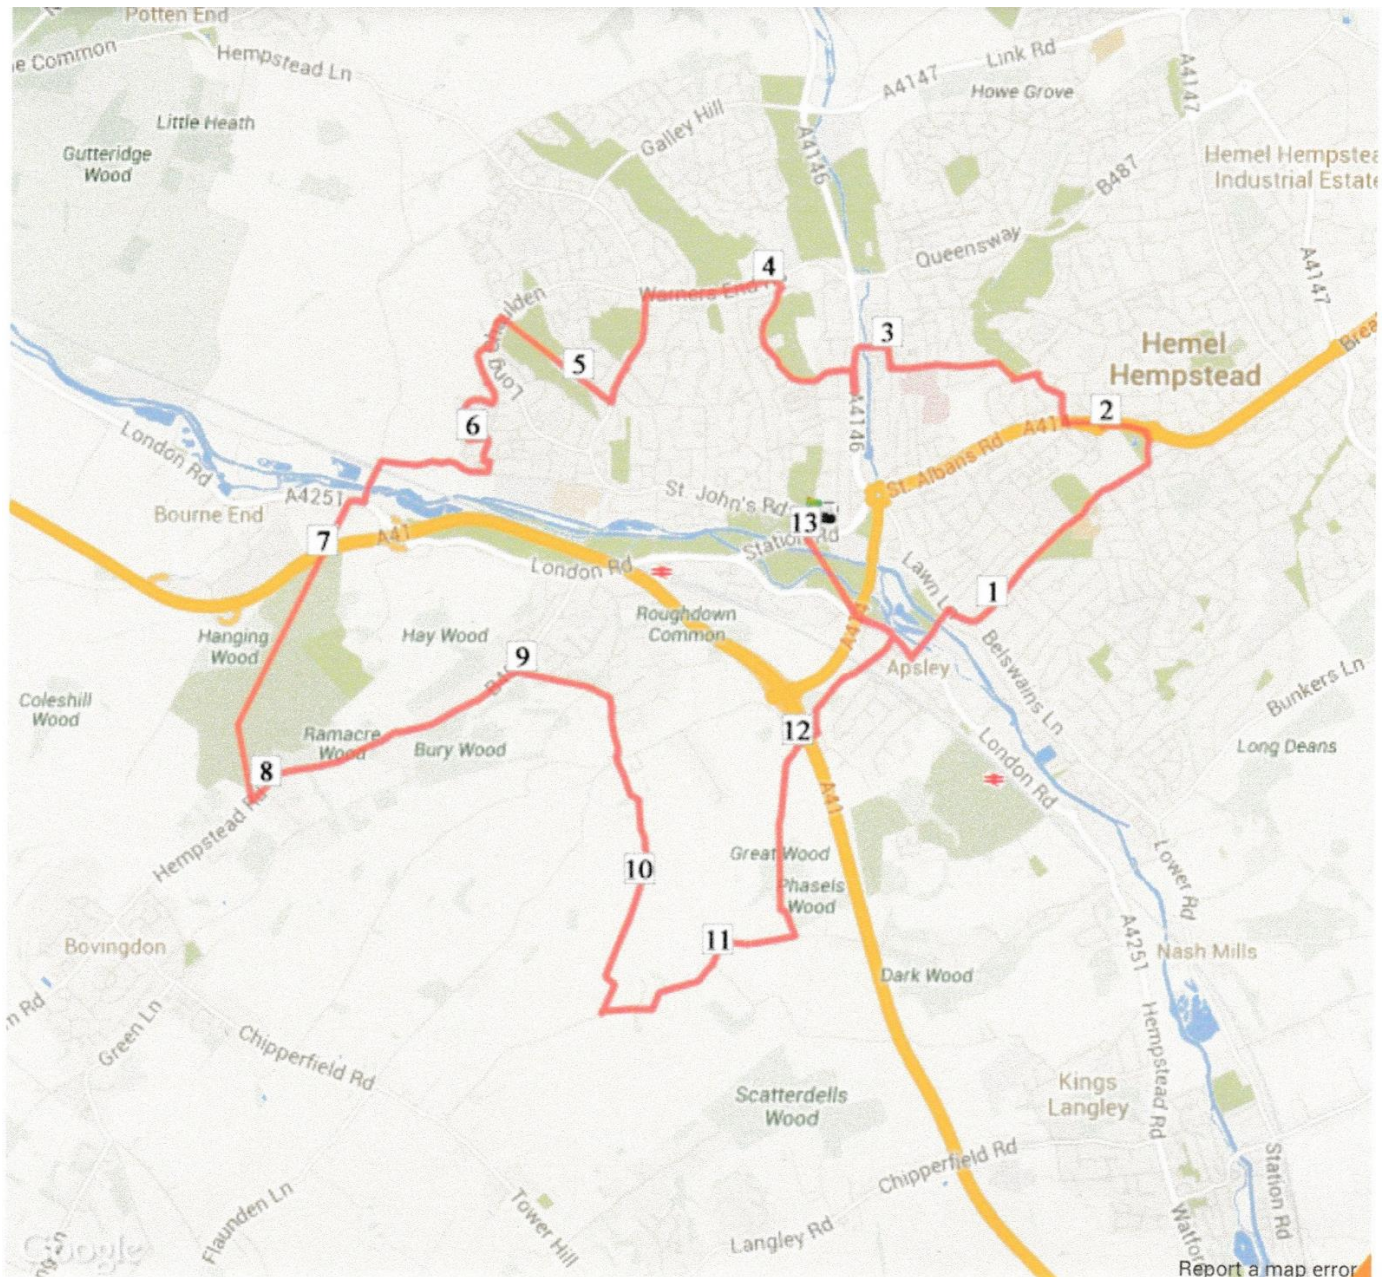 Potten End
e Common
Hempstead Ln
Link Rd
A4147
A4147
Howe Grove
Little Heath
Galley Hill
Gutteridge
Wood
A4146
B487
Hemel Hempstea
Industrial Estate
Queensway
4
A4147
Warners End
3
Hemel
Hempstead
Brea
Long Chaulden
5
2
6
A4146
A41
London Rd
St. Albans Rd
A4251
St. John's Rd
Bourne End
7
A41
13
Station Rd
London Rd
Lawn L
1
Roughdown
Common
Hanging
Wood
Hay Wood
9
Belswains Ln
Apsley
Coleshill
Wood
Bunkers Ln
Ramacre
Wood
Bury Wood
12
Long Deans
8
London Rd
A41
Hempstead Rd
Great Wood
10
Phasels
Wood
Lower Rd
Bovingdon
11
A4251
Nash Mills
Dark Wood
n Rd
Green Ln
Chipperfield Rd
Hempstead Rd
Scatterdells
Wood
Kings
Langley
Chipperfield Rd
Station Rd
Flaunden Ln
Tower Hill
Langley Rd
Watfor
Google
Report a map error